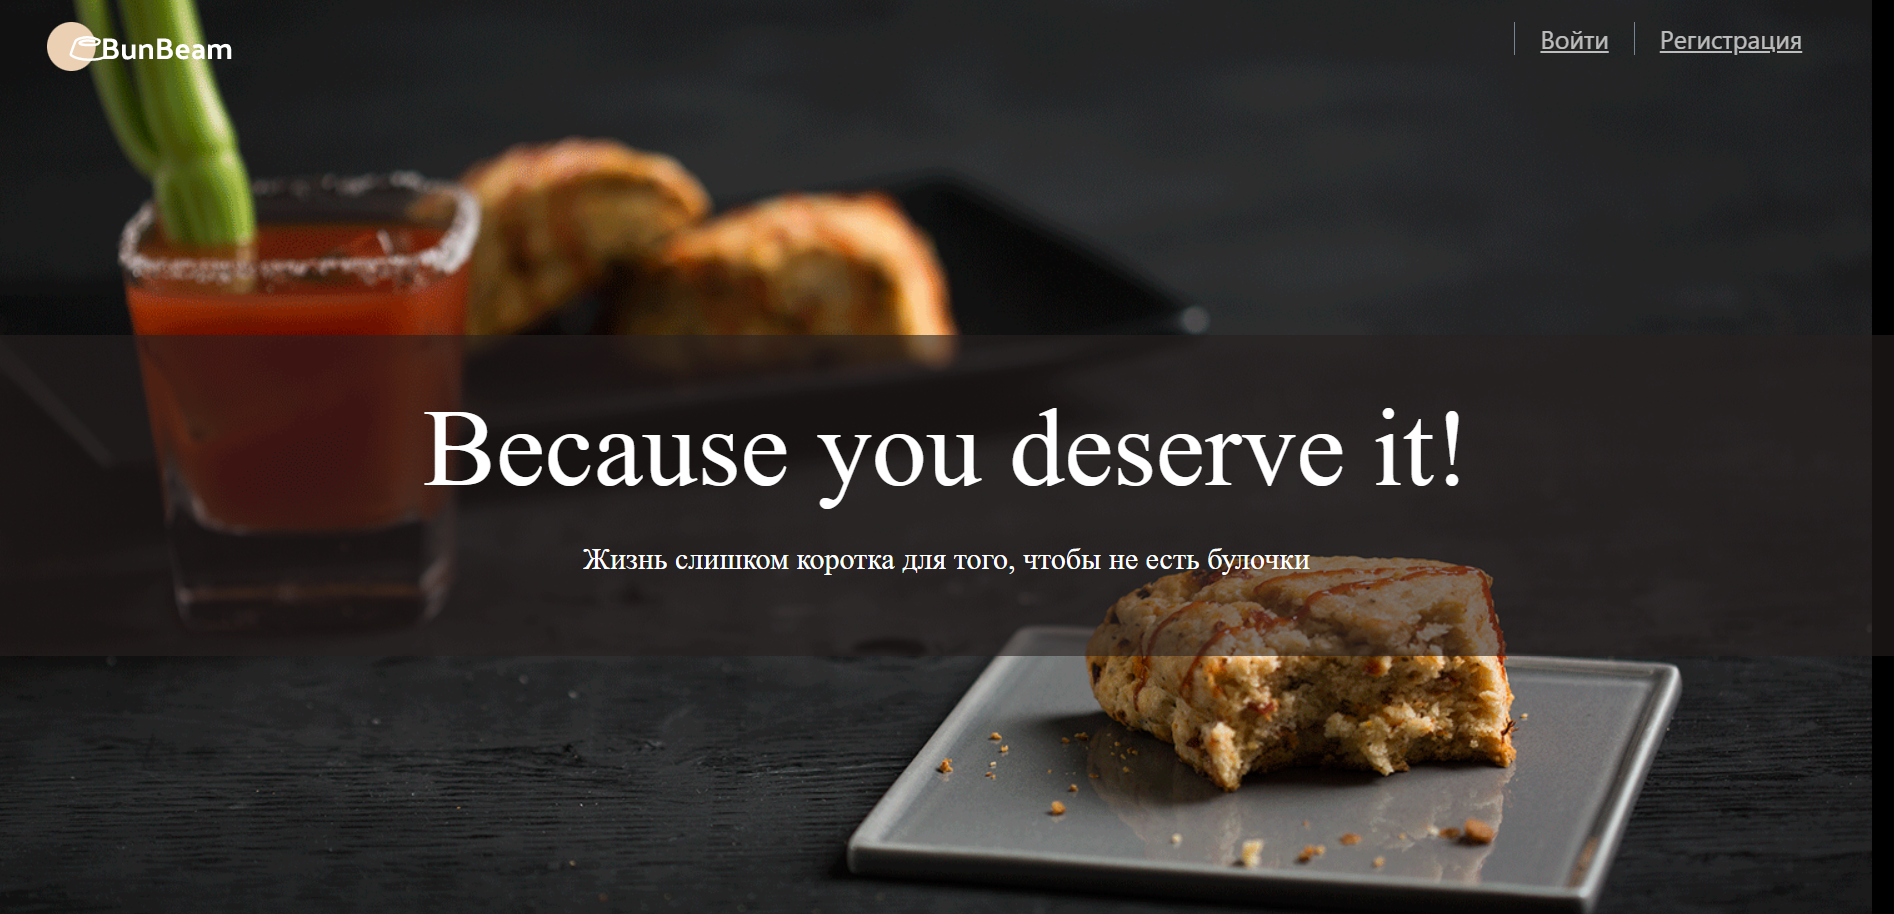 BunBeam
Войти
Регистрация
Because you deserve it!
Жизнь слишком коротка для того, чтобы не есть булочки